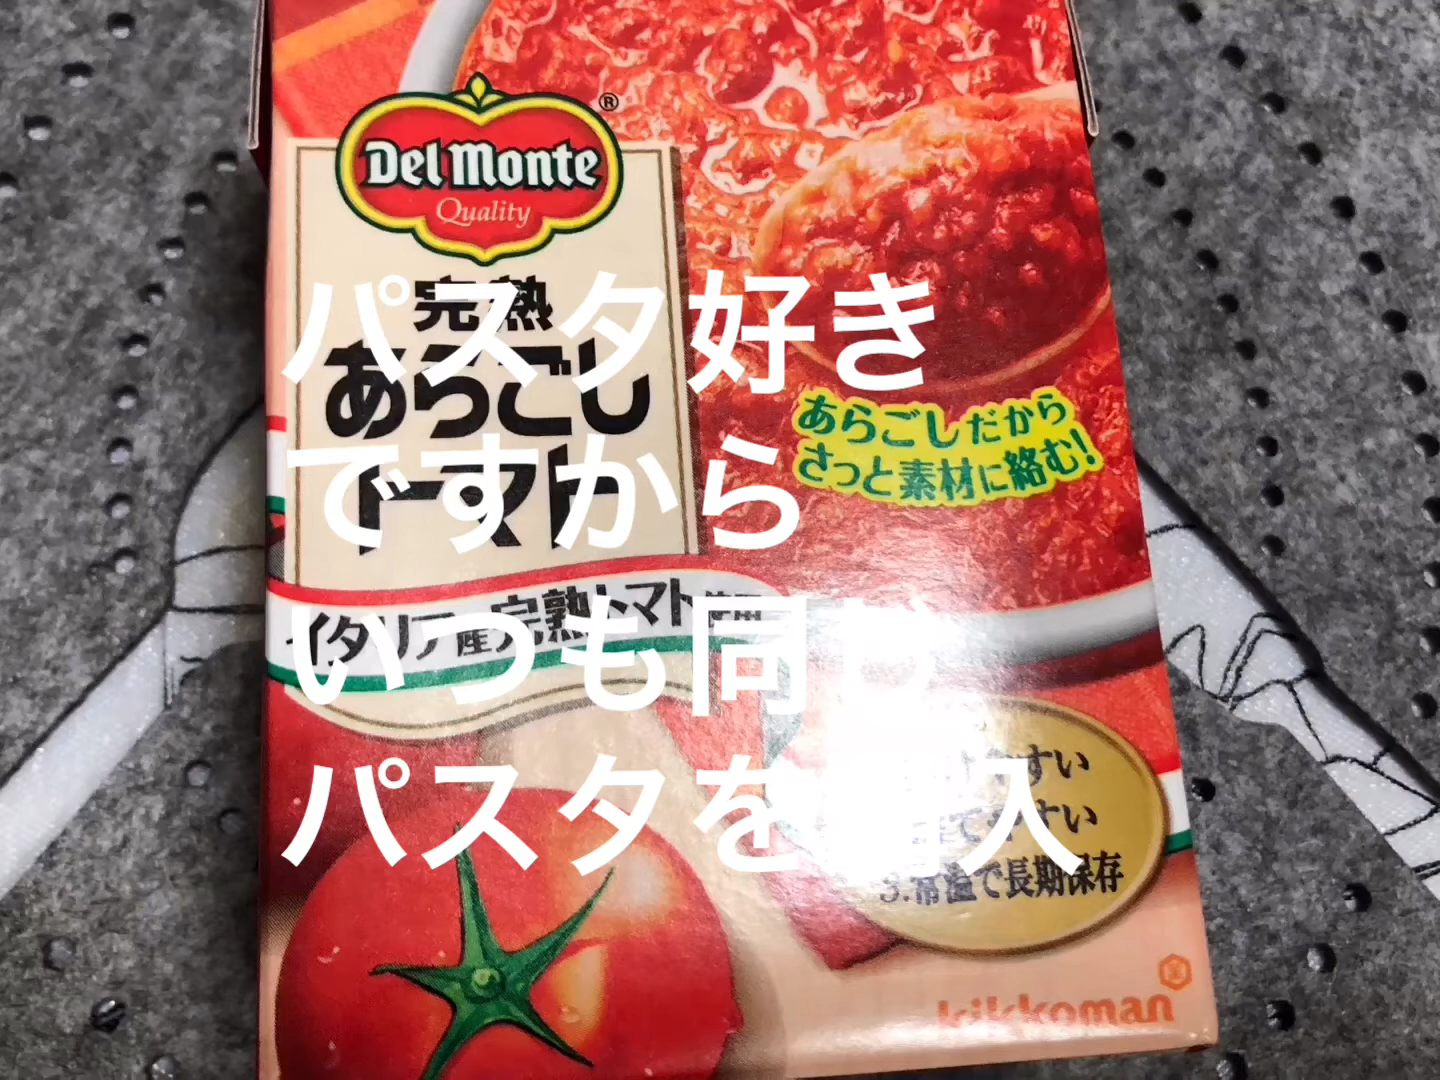 Del Monte
®
Quality
完熟
あらごし
トマト
イタリア産完熟トマト使用
あらごしだから
さっと素材に絡む!
3.常温で長期保存
kikkoman
パスタ好き
ですから
いつも同じ
パスタを購入